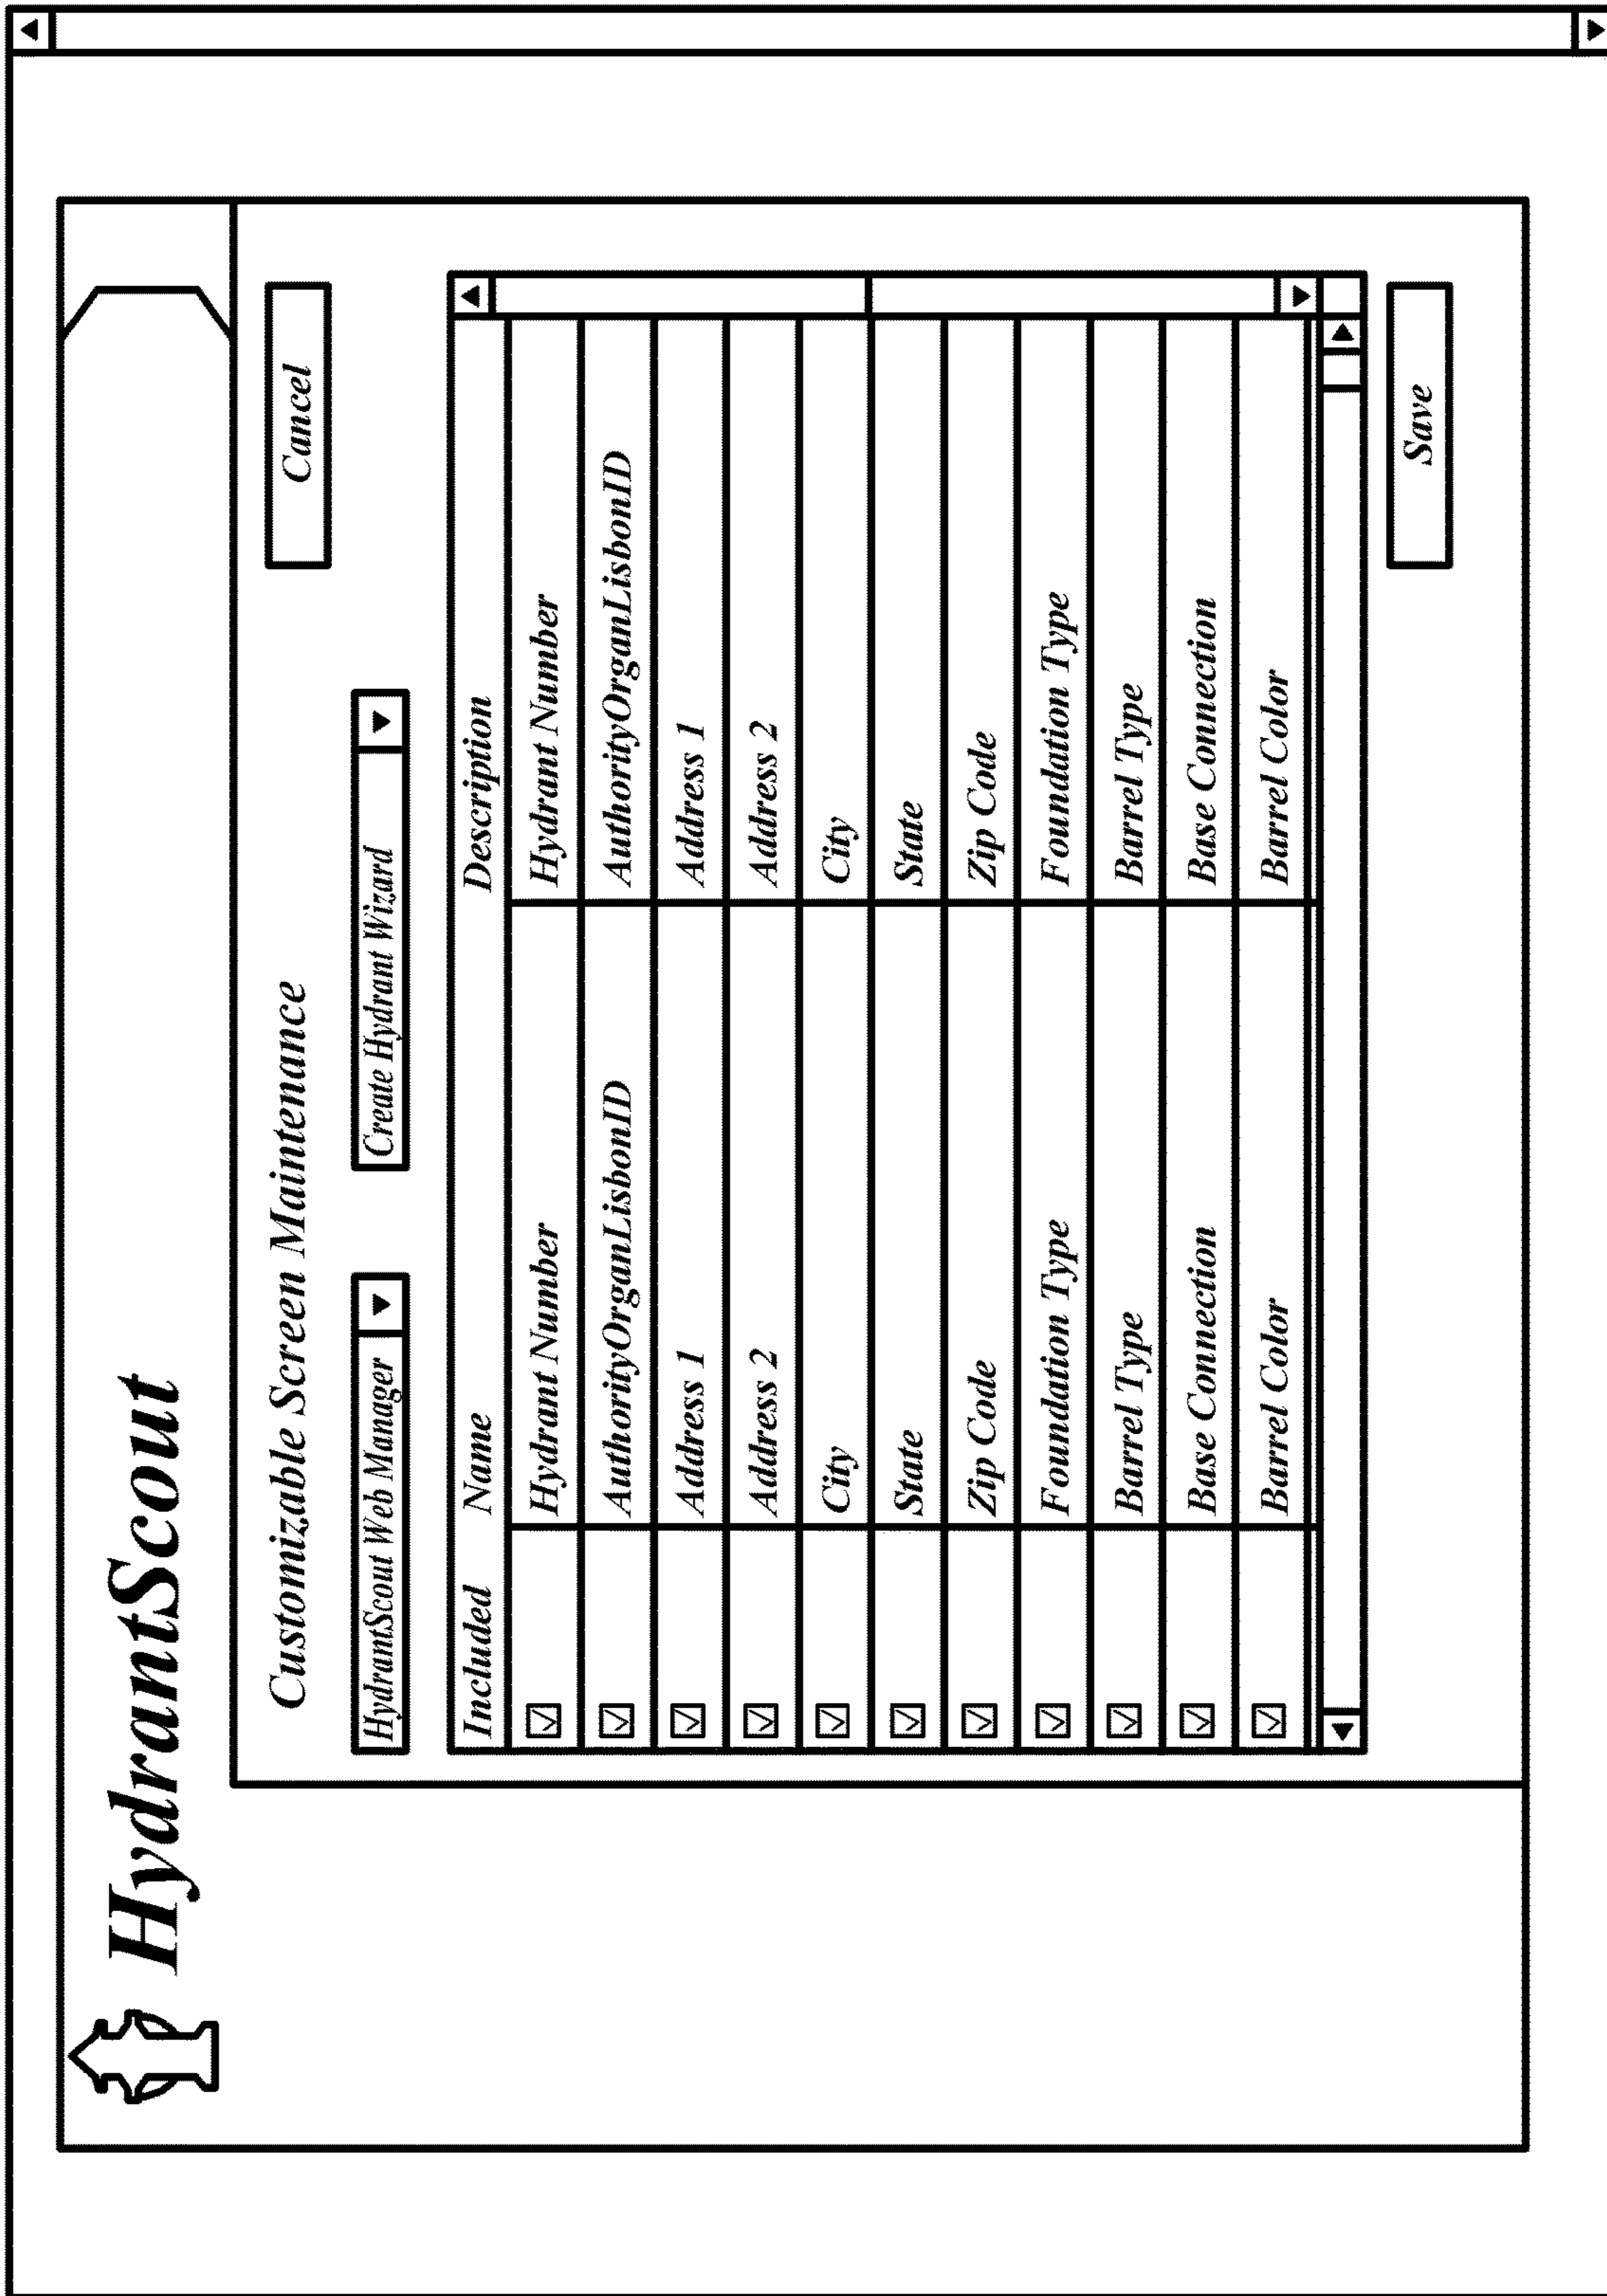 HydrantScout
Customizable Screen Maintenance
Cancel
HydrantScout Web Manager Create Hydrant Wizard
Included Name Description
Hydrant Number Hydrant Number
AuthorityOrganLisbonID AuthorityOrganLisbonID
Address 1 Address 1
Address 2 Address 2
City City
State State
Zip Code Zip Code
Foundation Type Foundation Type
Barrel Type Barrel Type
Base Connection Base Connection
Barrel Color Barrel Color
Save